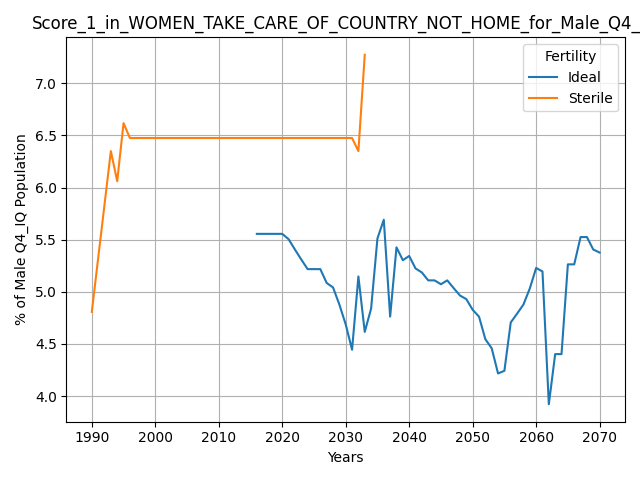 Score_1_in_WOMEN_TAKE_CARE_OF_COUNTRY_NOT_HOME_for_Male_Q4_
Fertility
Ideal
Sterile
% of Male Q4_IQ Population
7.0
6.5
6.0
5.5
5.0
4.5
4.0
1990 2000 2010 2020 2030 2040 2050 2060 2070
Years